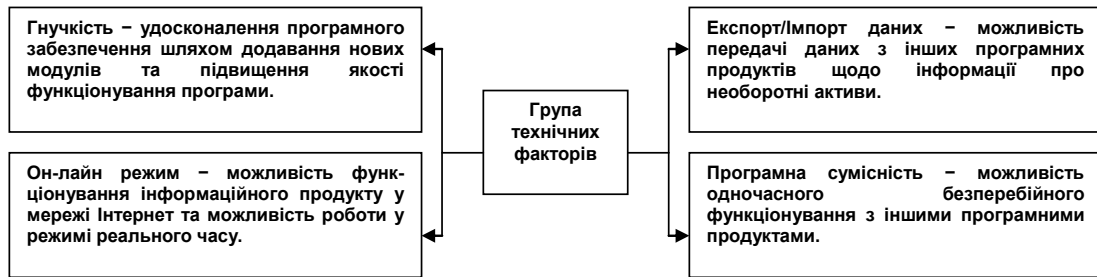 Гнучкість − удосконалення програмного
забезпечення шляхом додавання нових
модулів та підвищення якості
функціонування програми.
Експорт/Імпорт даних − можливість
передачі даних з інших програмних
продуктів щодо інформації про
необоротні активи.
Група
технічних
факторів
Он-лайн режим − можливість функ-
ціонування інформаційного продукту у
мережі Інтернет та можливість роботи у
режимі реального часу.
Програмна сумісність − можливість
одночасного безперебійного
функціонування з іншими програмними
продуктами.